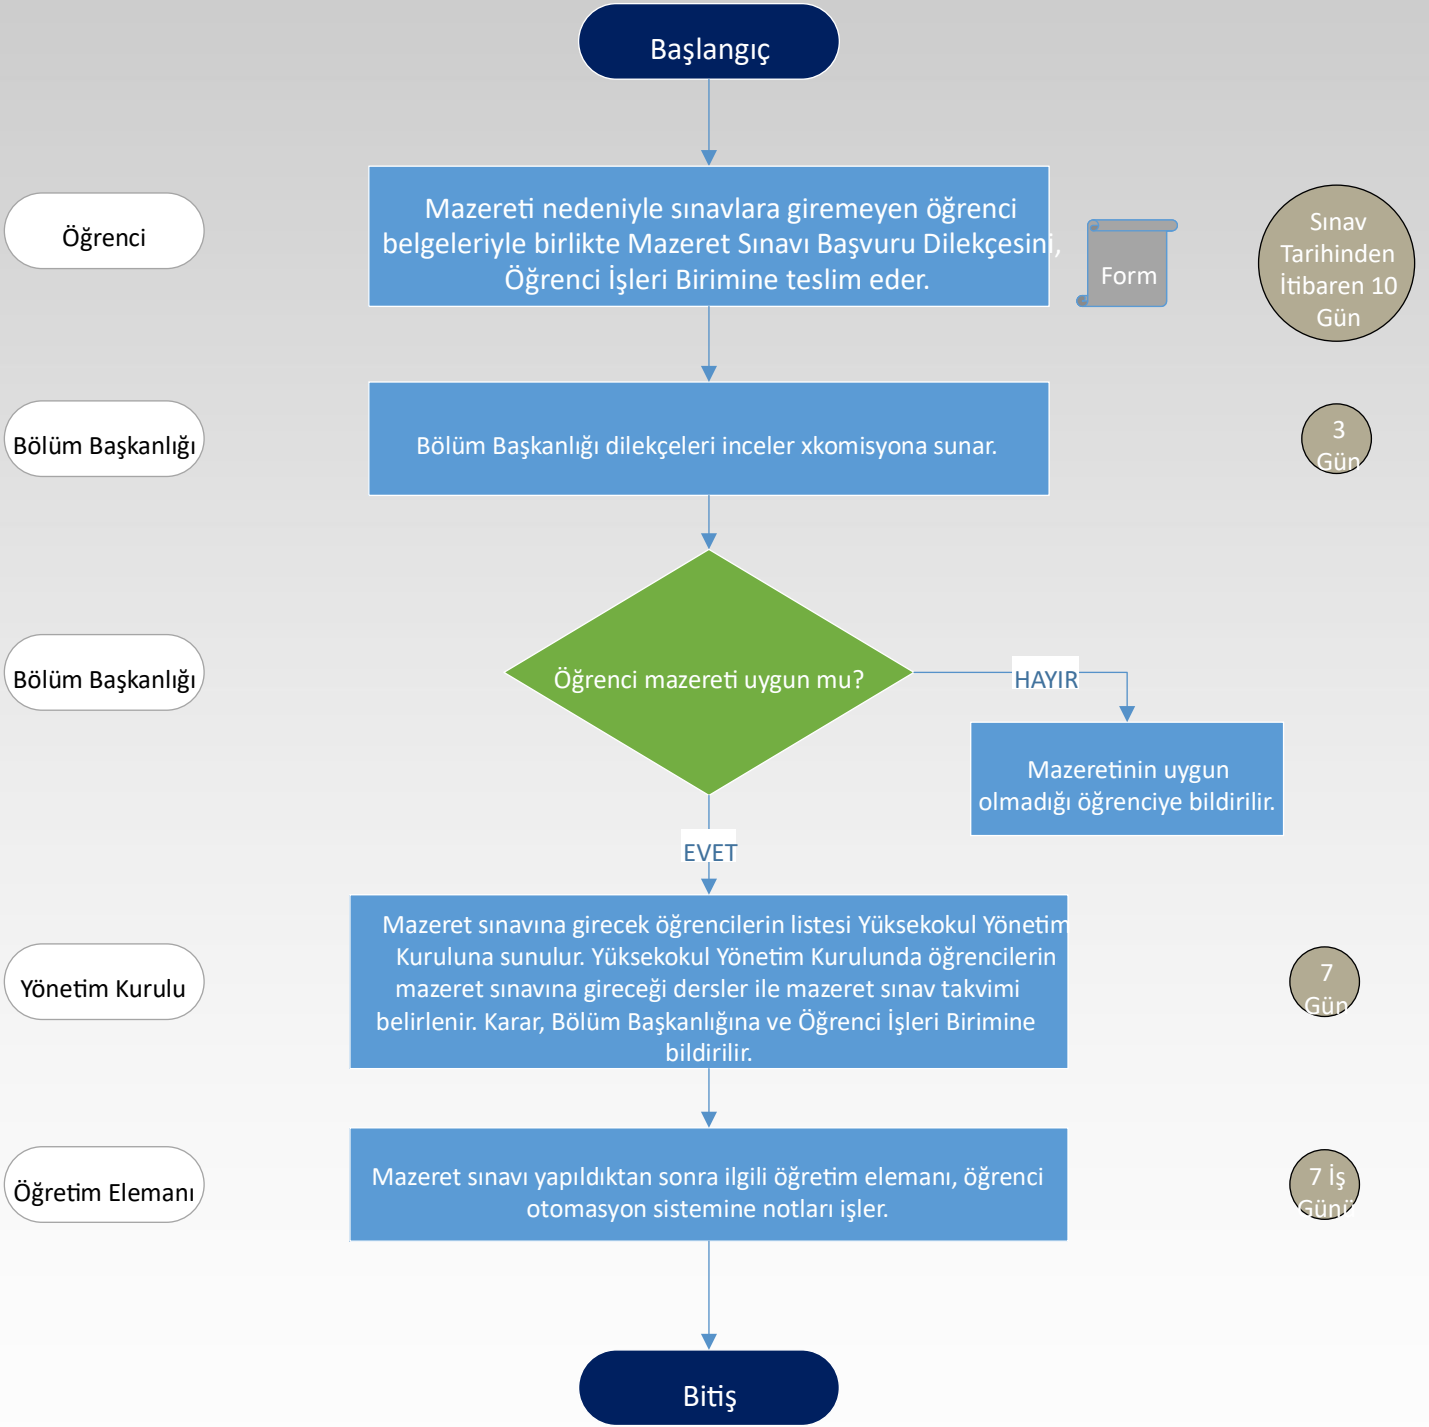 Başlangıç
Öğrenci
Mazereti nedeniyle sınavlara giremeyen öğrenci
belgeleriyle birlikte Mazeret Sınavı Başvuru Dilekçesini,
Öğrenci İşleri Birimine teslim eder.
Form
Sınav
Tarihinden
İtibaren 10
Gün
Bölüm Başkanlığı
Bölüm Başkanlığı dilekçeleri inceler xkomisyona sunar.
3
Gün
Bölüm Başkanlığı
Öğrenci mazereti uygun mu?
HAYIR
Mazeretinin uygun
olmadığı öğrenciye bildirilir.
EVET
Yönetim Kurulu
Mazeret sınavına girecek öğrencilerin listesi Yüksekokul Yönetim
Kuruluna sunulur. Yüksekokul Yönetim Kurulunda öğrencilerin
mazeret sınavına gireceği dersler ile mazeret sınav takvimi
belirlenir. Karar, Bölüm Başkanlığına ve Öğrenci İşleri Birimine
bildirilir.
7
Gün
Öğretim Elemanı
Mazeret sınavı yapıldıktan sonra ilgili öğretim elemanı, öğrenci
otomasyon sistemine notları işler.
7 İş
Günü
Bitiş